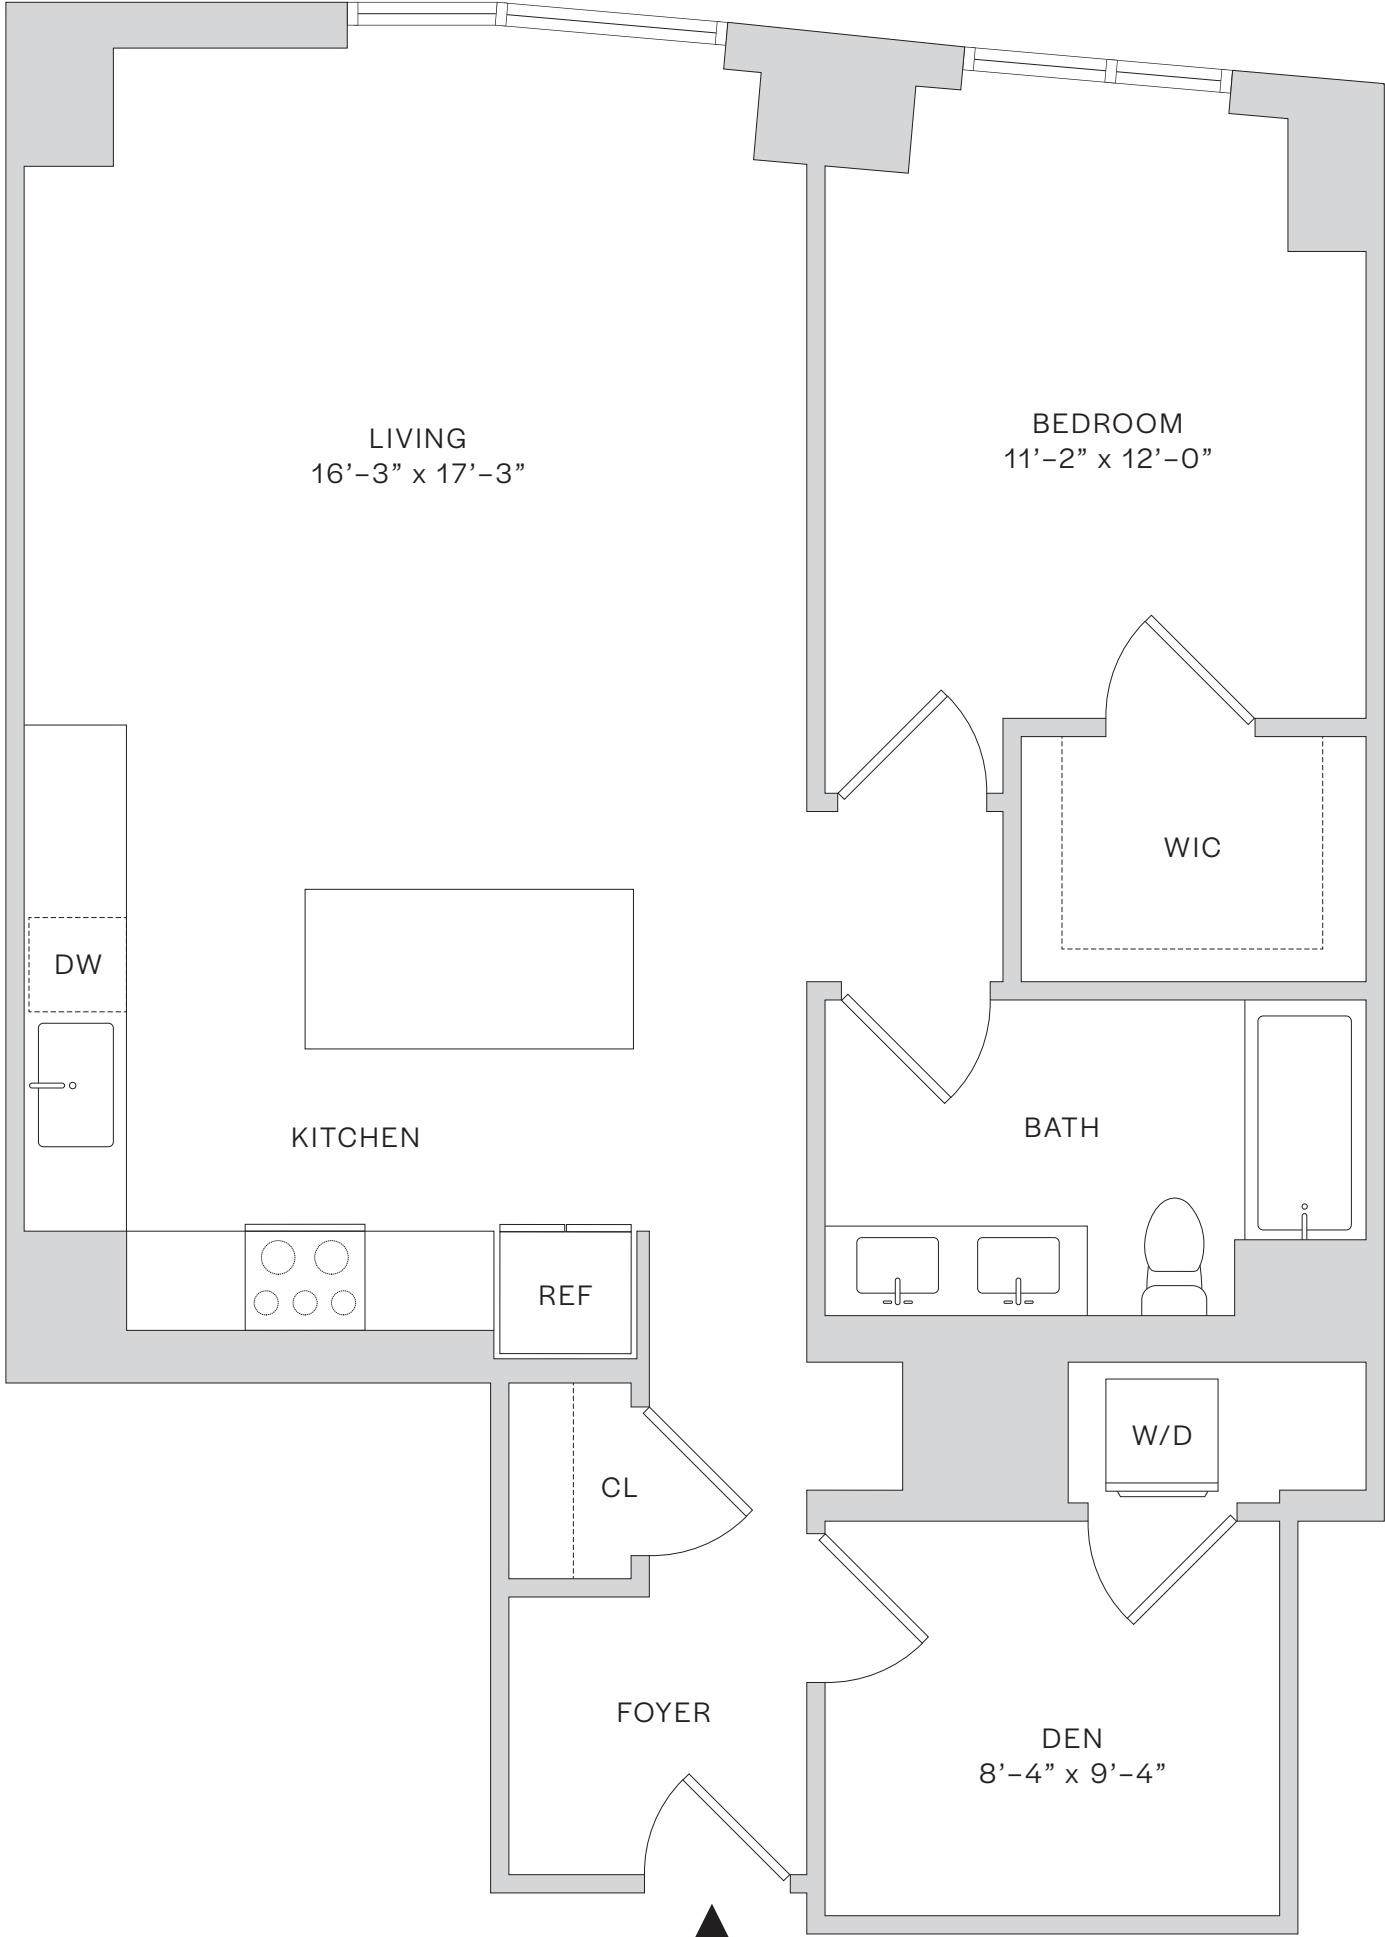 LIVING
16’–3” x 17’–3”
BEDROOM
11’–2” x 12’–0”
WIC
DW
KITCHEN
BATH
REF
W/D
CL
FOYER
DEN
8’–4” x 9’–4”